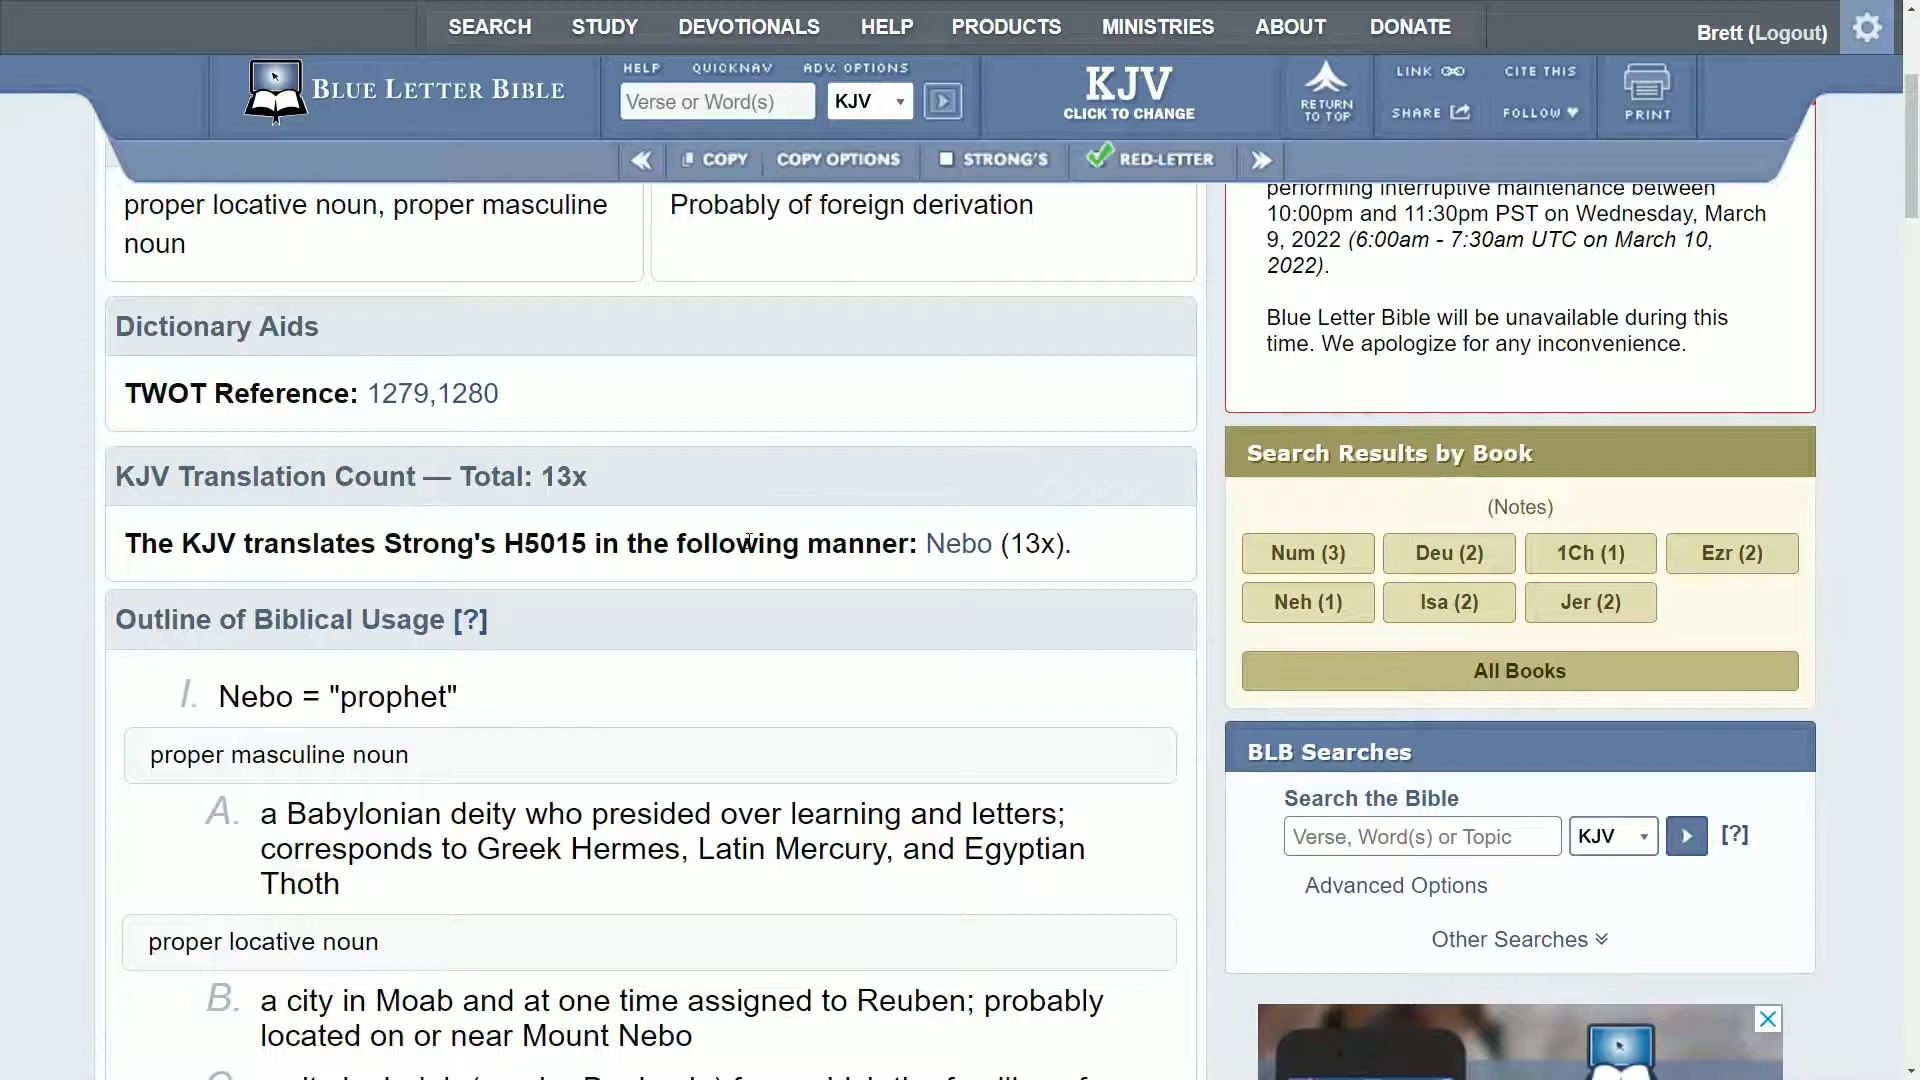 SEARCH STUDY DEVOTIONALS HELP PRODUCTS MINISTRIES ABOUT DONATE
Brett (Logout)
BLUE LETTER BIBLE
HELP QUICKNAV ADV. OPTIONS
Verse or Word(s) KJV
KJV
CLICK TO CHANGE
RETURN
TO TOP
LINK CITE THIS
SHARE FOLLOW
PRINT
COPY COPY OPTIONS STRONG'S RED-LETTER
proper locative noun, proper masculine
noun
Probably of foreign derivation
Dictionary Aids
TWOT Reference: 1279,1280
KJV Translation Count — Total: 13x
The KJV translates Strong's H5015 in the following manner: Nebo (13x).
Outline of Biblical Usage [?]
I. Nebo = "prophet"
proper masculine noun
A. a Babylonian deity who presided over learning and letters;
corresponds to Greek Hermes, Latin Mercury, and Egyptian
Thoth
proper locative noun
B. a city in Moab and at one time assigned to Reuben; probably
located on or near Mount Nebo
performing interruptive maintenance between
10:00pm and 11:30pm PST on Wednesday, March
9, 2022 (6:00am - 7:30am UTC on March 10,
2022).
Blue Letter Bible will be unavailable during this
time. We apologize for any inconvenience.
Search Results by Book
(Notes)
Num (3) Deu (2) 1Ch (1) Ezr (2)
Neh (1) Isa (2) Jer (2)
All Books
BLB Searches
Search the Bible
Verse, Word(s) or Topic KJV [?]
Advanced Options
Other Searches